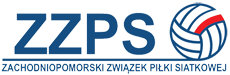 ZZPS
ZACHODNIOPOMORSKI ZWIĄZEK PIŁKI SIATKOWEJ